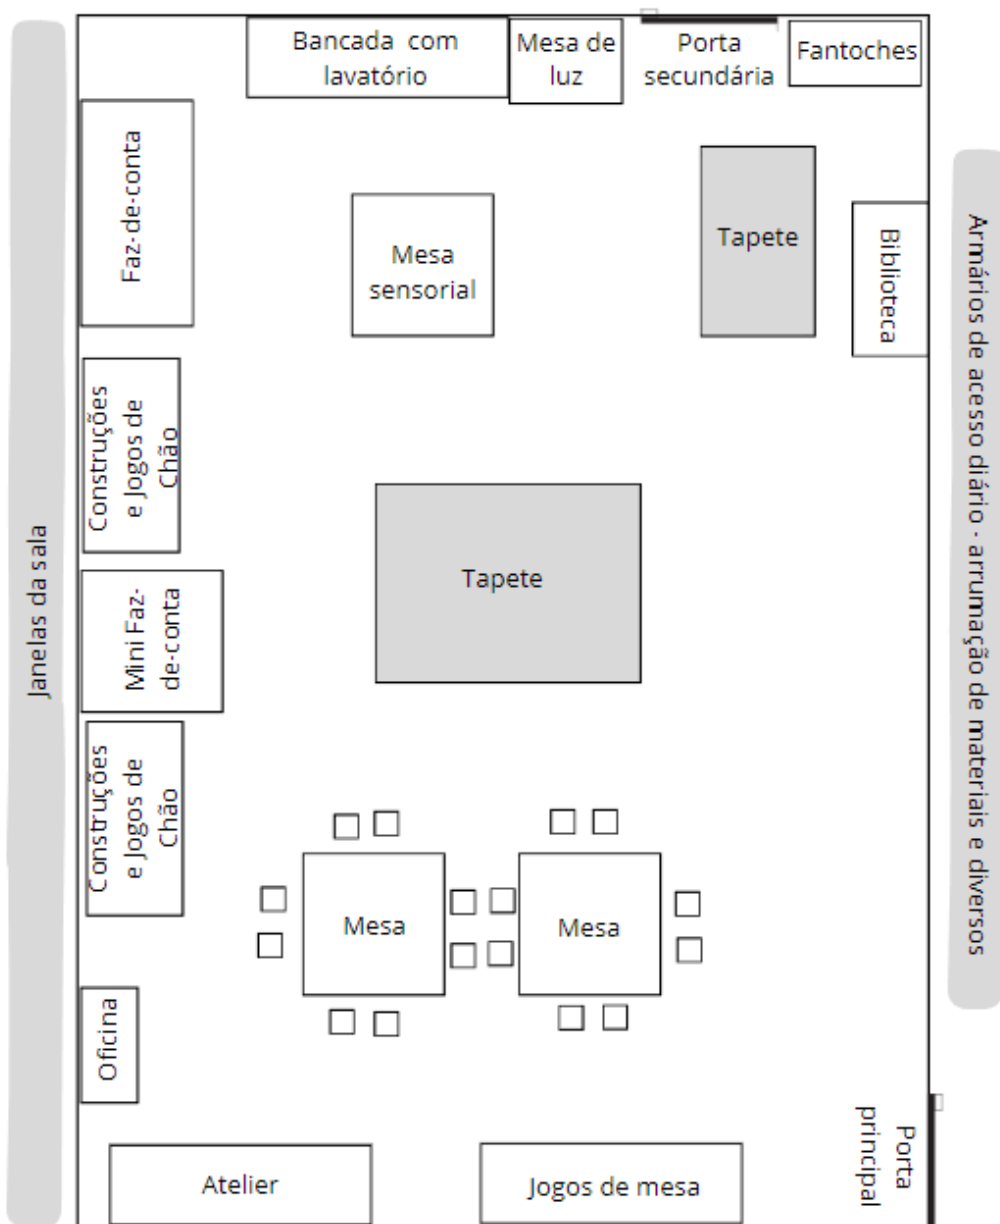 Bancada com
lavatório
Mesa de
luz
Porta
secundária
Fantoches
Faz-de-conta
Mesa
sensorial
Tapete
Biblioteca
Construções
e Jogos de
Chão
Janelas da sala
Armários de acesso diário - arrumação de materiais e diversos
Mini Faz-
de-conta
Tapete
Construções
e Jogos de
Chão
Mesa
Mesa
Oficina
Porta
principal
Atelier
Jogos de mesa